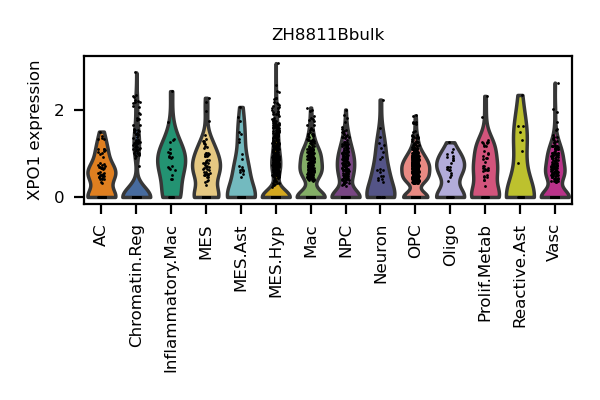 ZH8811Bbulk
XPO1 expression
2
0
AC
Chromatin.Reg
Inflammatory.Mac
MES
MES.Ast
MES.Hyp
Mac
NPC
Neuron
OPC
Oligo
Prolif.Metab
Reactive.Ast
Vasc